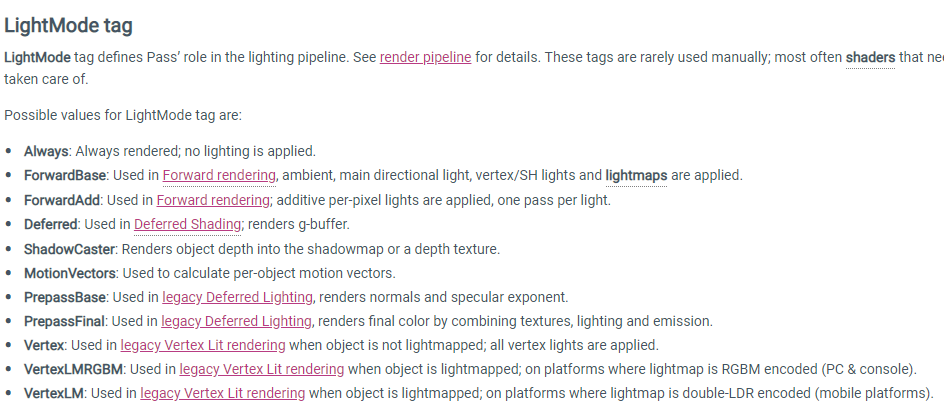 LightMode tag
LightMode tag defines Pass’ role in the lighting pipeline. See render pipeline for details. These tags are rarely used manually; most often shaders that
taken care of.
Possible values for LightMode tag are:
Always: Always rendered; no lighting is applied.
ForwardBase: Used in Forward rendering, ambient, main directional light, vertex/SH lights and lightmaps are applied.
ForwardAdd: Used in Forward rendering; additive per-pixel lights are applied, one pass per light.
Deferred: Used in Deferred Shading; renders g-buffer.
ShadowCaster: Renders object depth into the shadowmap or a depth texture.
MotionVectors: Used to calculate per-object motion vectors.
PrepassBase: Used in legacy Deferred Lighting, renders normals and specular exponent.
PrepassFinal: Used in legacy Deferred Lighting, renders final color by combining textures, lighting and emission.
Vertex: Used in legacy Vertex Lit rendering when object is not lightmapped; all vertex lights are applied.
VertexLMRGBM: Used in legacy Vertex Lit rendering when object is lightmapped; on platforms where lightmap is RGBM encoded (PC & console).
VertexLM: Used in legacy Vertex Lit rendering when object is lightmapped; on platforms where lightmap is double-LDR encoded (mobile platforms).